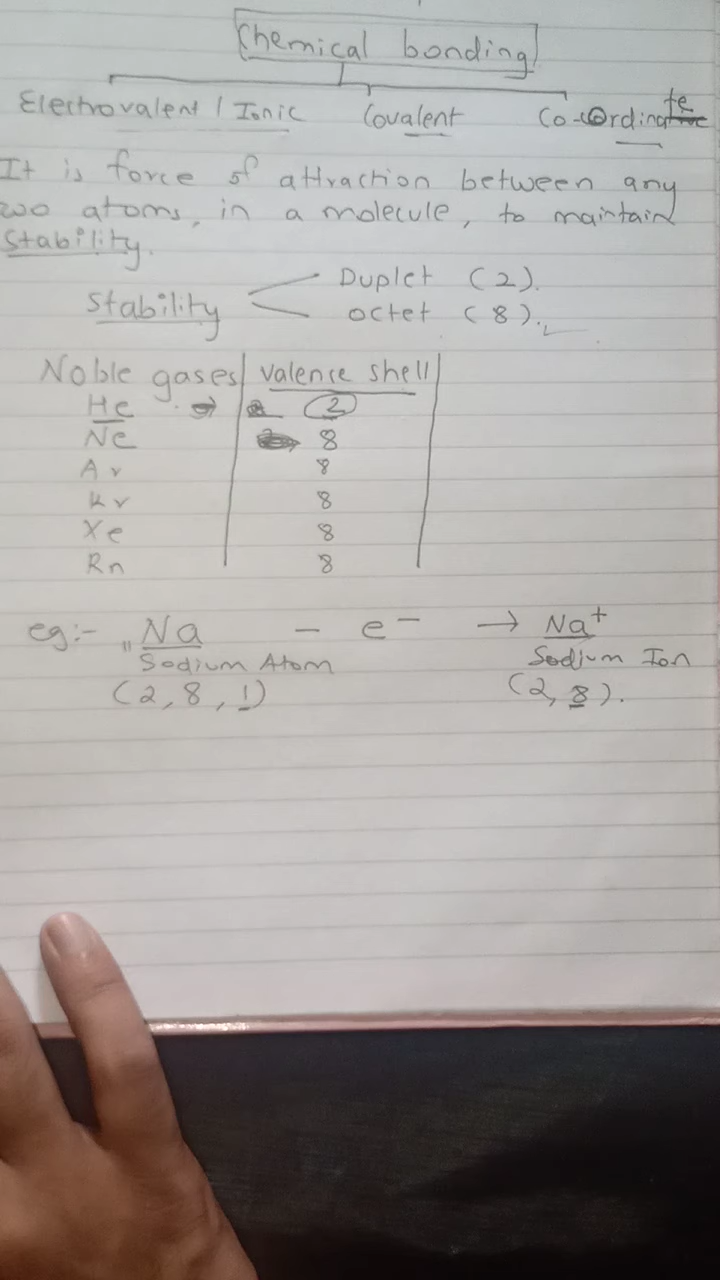 Chemical bonding
Electrovalent / Ionic Covalent Co-ordinate
It is force of attraction between any
two atoms, in a molecule, to maintain
stability.
Stability Duplet (2).
octet (8).
Noble gases valence shell
He → 2
Ne 8
Ar 8
Kr 8
Xe 8
Rn 8
eg:- Na - e⁻ → Na⁺
Sodium Atom Sodium Ion
(2, 8, 1) (2, 8).